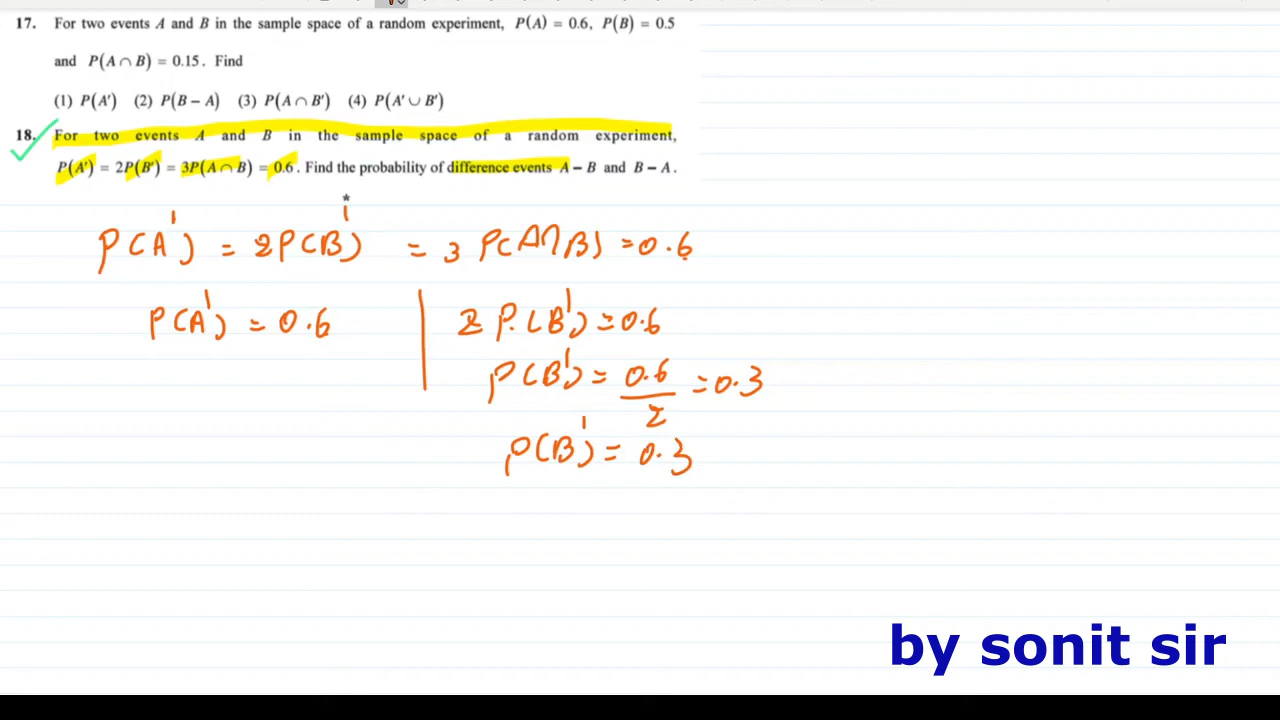 17. For two events A and B in the sample space of a random experiment, P(A) = 0.6, P(B) = 0.5
and P(A ∩ B) = 0.15. Find
(1) P(A') (2) P(B − A) (3) P(A ∩ B') (4) P(A' ∪ B')
18. For two events A and B in the sample space of a random experiment,
P(A') = 2P(B') = 3P(A ∩ B) = 0.6. Find the probability of difference events A − B and B − A.
P(A') = 2P(B') = 3 P(A∩B) = 0.6
P(A') = 0.6
2 P.(B') = 0.6
P(B') = 0.6/2 = 0.3
P(B') = 0.3
by sonit sir